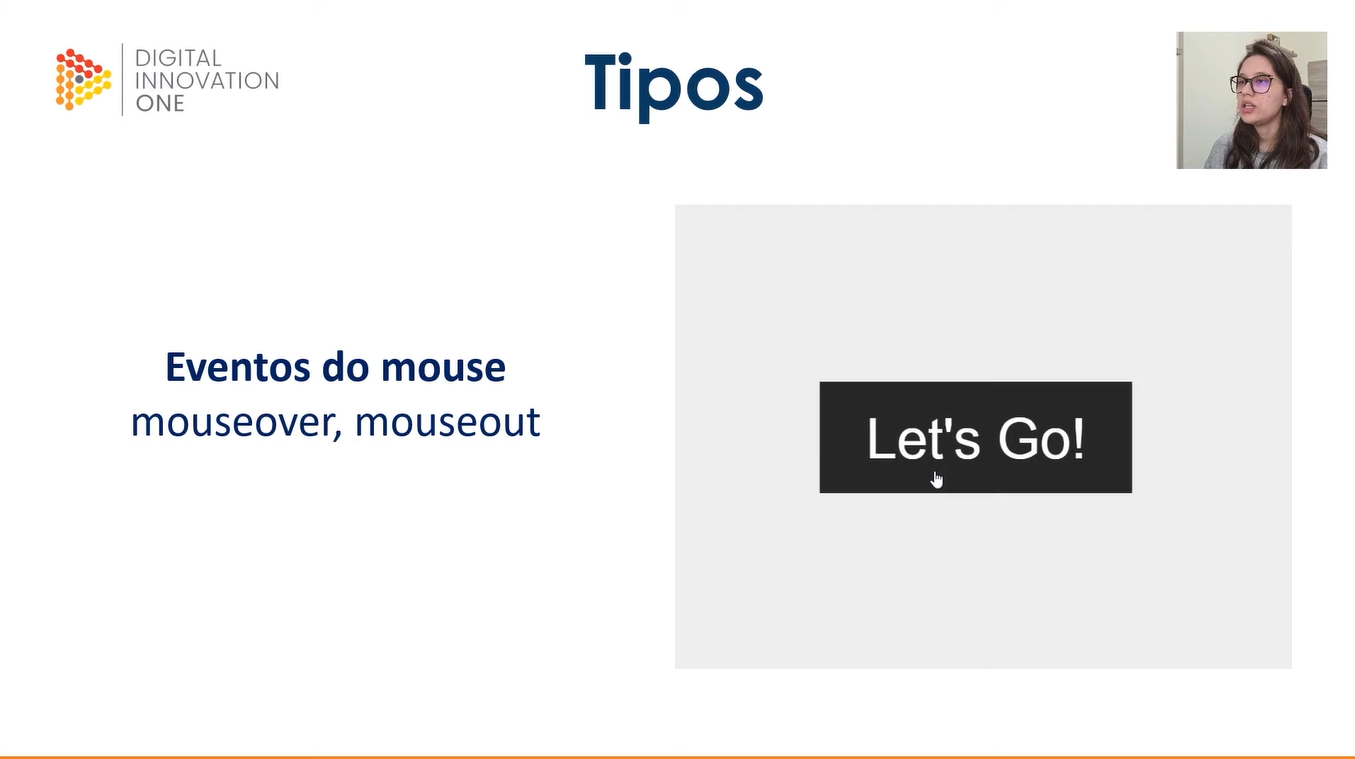 DIGITAL
INNOVATION
ONE
Tipos
Eventos do mouse
mouseover, mouseout
Let's Go!